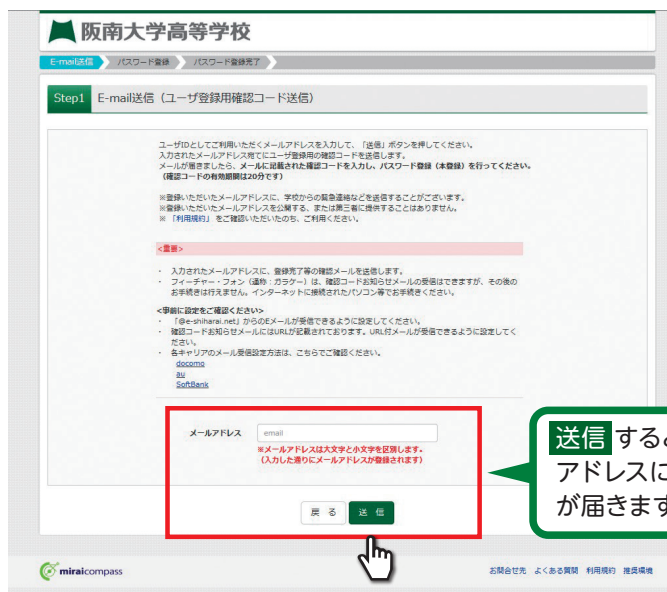 阪南大学高等学校
E-mail送信 パスワード登録 パスワード登録完了
Step1 E-mail送信（ユーザ登録用確認コード送信）
ユーザIDとしてご利用いただくメールアドレスを入力して、「送信」ボタンを押してください。
入力されたメールアドレス宛てにユーザ登録用の確認コードを送信します。
メールが届きましたら、メールに記載された確認コードを入力し、パスワード登録（本登録）を行ってください。
（確認コードの有効期限は20分です）
※登録いただいたメールアドレスに、学校からの緊急連絡などを送信することがございます。
※登録いただいたメールアドレスを公開する、または第三者に提供することはありません。
※「利用規約」をご確認いただいたのち、ご利用ください。
<重要>
・ 入力されたメールアドレスに、登録完了等の確認メールを送信します。
・ フィーチャー・フォン（通称：ガラケー）は、確認コードお知らせメールの受信はできますが、その後の
お手続きは行えません。インターネットに接続されたパソコン等でお手続きください。
<事前に設定をご確認ください>
・ 「@e-shiharai.net」からのEメールが受信できるように設定してください。
・ 確認コードお知らせメールにはURLが記載されております。URL付メールが受信できるように設定してく
ださい。
・ 各キャリアのメール受信設定方法は、こちらでご確認ください。
docomo
au
SoftBank
メールアドレス email
※メールアドレスは大文字と小文字を区別します。
（入力した通りにメールアドレスが登録されます）
戻る 送信
送信 すると
アドレスに
が届きます
miraicompass
お問合せ先 よくある質問 利用規約 推奨環境